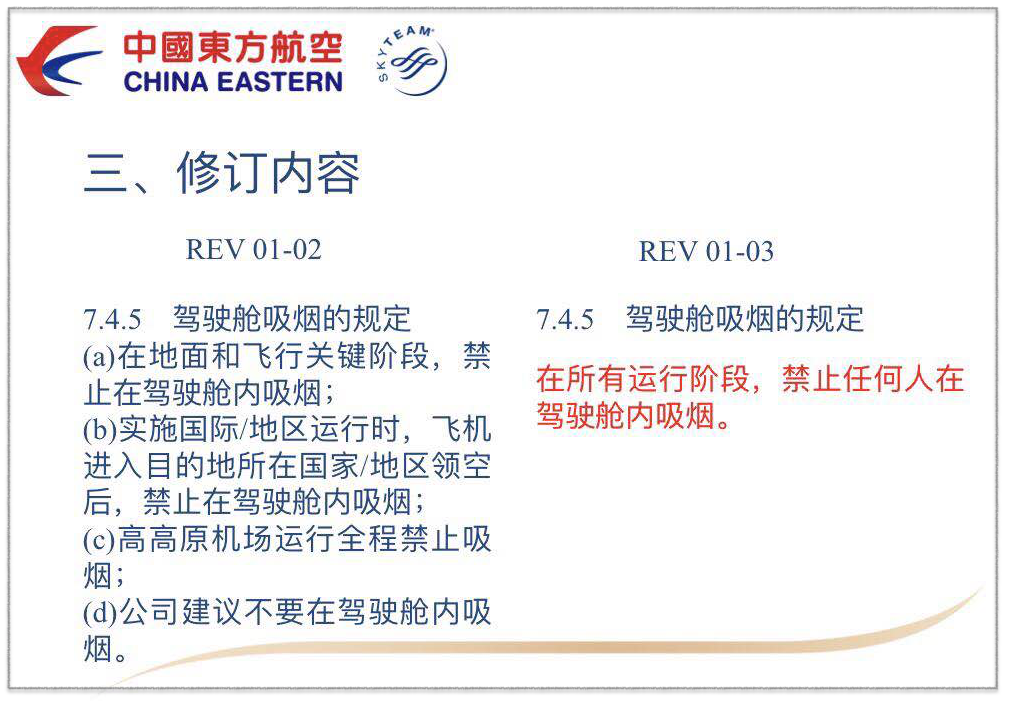 中國東方航空
CHINA EASTERN
SKYTEAM
三、修订内容
REV 01-02
7.4.5 驾驶舱吸烟的规定
(a)在地面和飞行关键阶段，禁
止在驾驶舱内吸烟；
(b)实施国际/地区运行时，飞机
进入目的地所在国家/地区领空
后，禁止在驾驶舱内吸烟；
(c)高高原机场运行全程禁止吸
烟；
(d)公司建议不要在驾驶舱内吸
烟。
REV 01-03
7.4.5 驾驶舱吸烟的规定
在所有运行阶段，禁止任何人在
驾驶舱内吸烟。